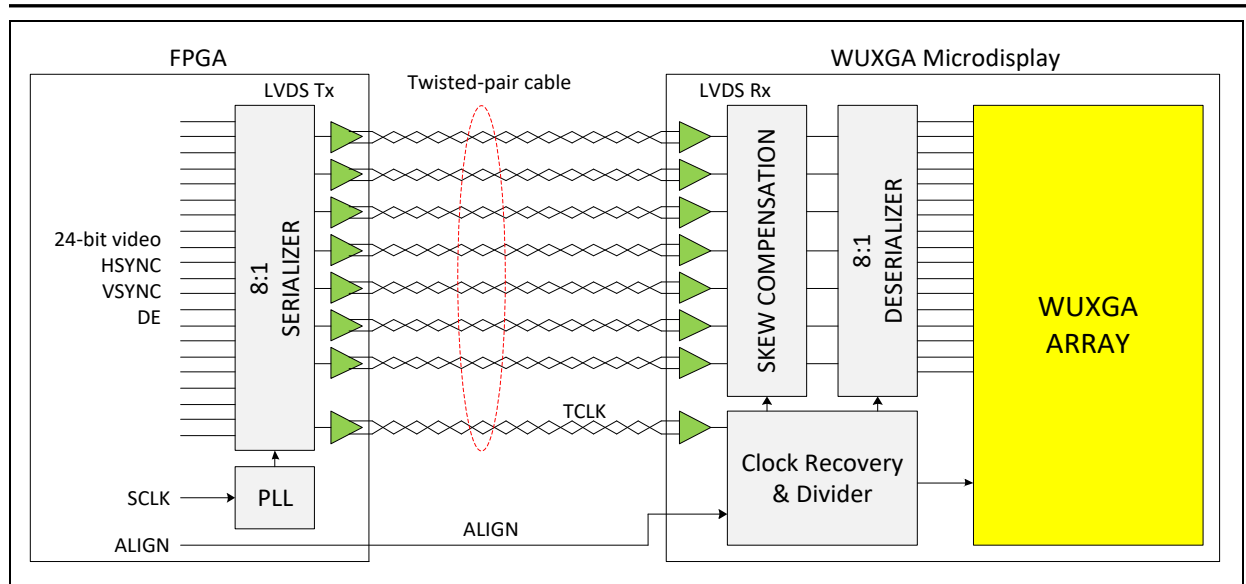 FPGA
WUXGA Microdisplay
LVDS Tx
Twisted-pair cable
LVDS Rx
24-bit video
HSYNC
VSYNC
DE
8:1
SERIALIZER
SKEW COMPENSATION
8:1
DESERIALIZER
WUXGA
ARRAY
TCLK
SCLK
PLL
Clock Recovery
& Divider
ALIGN
ALIGN